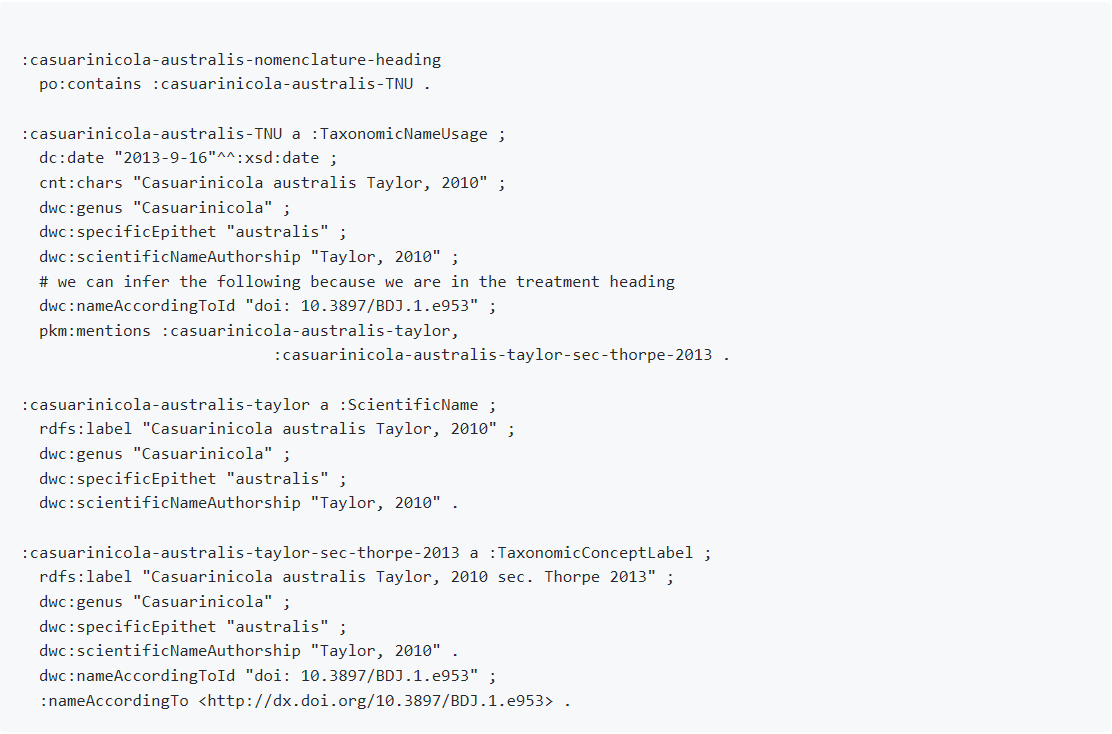 :casuarinicola-australis-nomenclature-heading
po:contains :casuarinicola-australis-TNU .
:casuarinicola-australis-TNU a :TaxonomicNameUsage ;
dc:date "2013-9-16"^^:xsd:date ;
cnt:chars "Casuarinicola australis Taylor, 2010" ;
dwc:genus "Casuarinicola" ;
dwc:specificEpithet "australis" ;
dwc:scientificNameAuthorship "Taylor, 2010" ;
# we can infer the following because we are in the treatment heading
dwc:nameAccordingToId "doi: 10.3897/BDJ.1.e953" ;
pkm:mentions :casuarinicola-australis-taylor,
:casuarinicola-australis-taylor-sec-thorpe-2013 .
:casuarinicola-australis-taylor a :ScientificName ;
rdfs:label "Casuarinicola australis Taylor, 2010" ;
dwc:genus "Casuarinicola" ;
dwc:specificEpithet "australis" ;
dwc:scientificNameAuthorship "Taylor, 2010" .
:casuarinicola-australis-taylor-sec-thorpe-2013 a :TaxonomicConceptLabel ;
rdfs:label "Casuarinicola australis Taylor, 2010 sec. Thorpe 2013" ;
dwc:genus "Casuarinicola" ;
dwc:specificEpithet "australis" ;
dwc:scientificNameAuthorship "Taylor, 2010" .
dwc:nameAccordingToId "doi: 10.3897/BDJ.1.e953" ;
:nameAccordingTo <http://dx.doi.org/10.3897/BDJ.1.e953> .